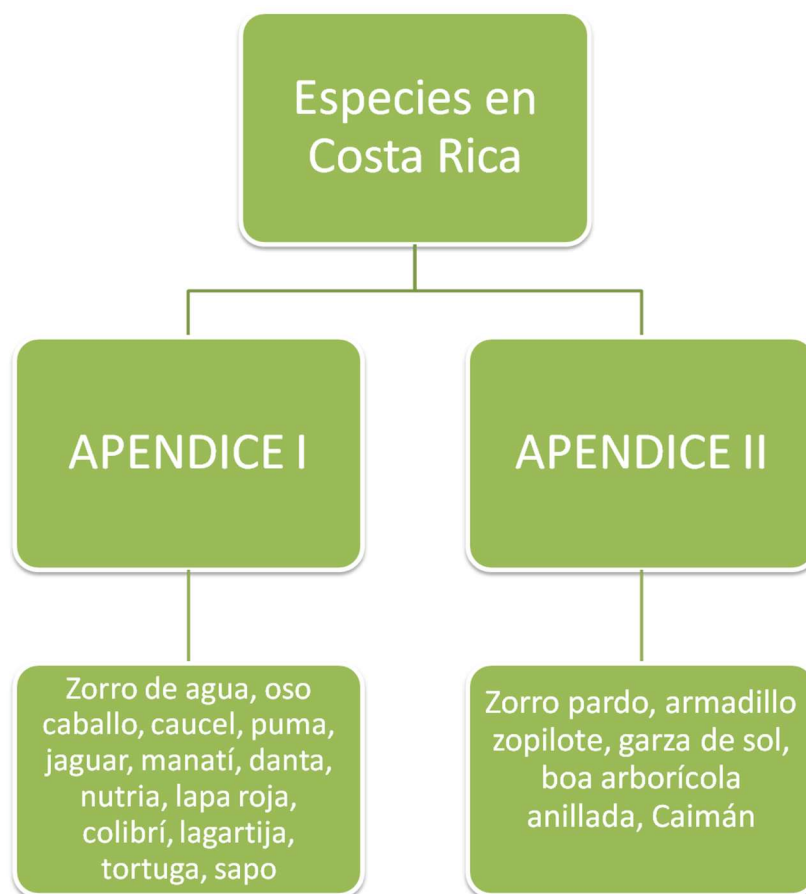 Especies en
Costa Rica
APENDICE I
APENDICE II
Zorro de agua, oso
caballo, caucel, puma,
jaguar, manatí, danta,
nutria, lapa roja,
colibrí, lagartija,
tortuga, sapo
Zorro pardo, armadillo
zopilote, garza de sol,
boa arborícola
anillada, Caimán